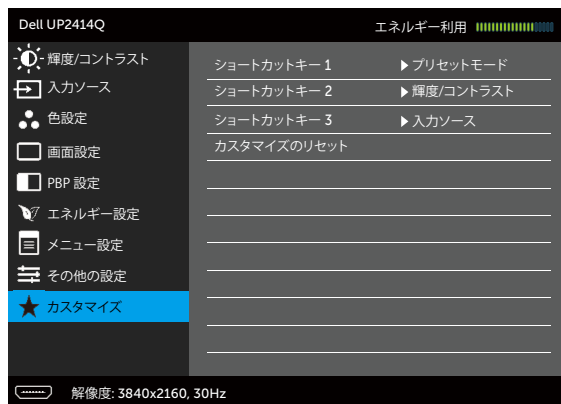 Dell UP2414Q
エネルギー利用
輝度/コントラスト
入力ソース
色設定
画面設定
PBP 設定
エネルギー設定
メニュー設定
その他の設定
カスタマイズ
ショートカットキー 1 プリセットモード
ショートカットキー 2 輝度/コントラスト
ショートカットキー 3 入力ソース
カスタマイズのリセット
解像度: 3840x2160, 30Hz